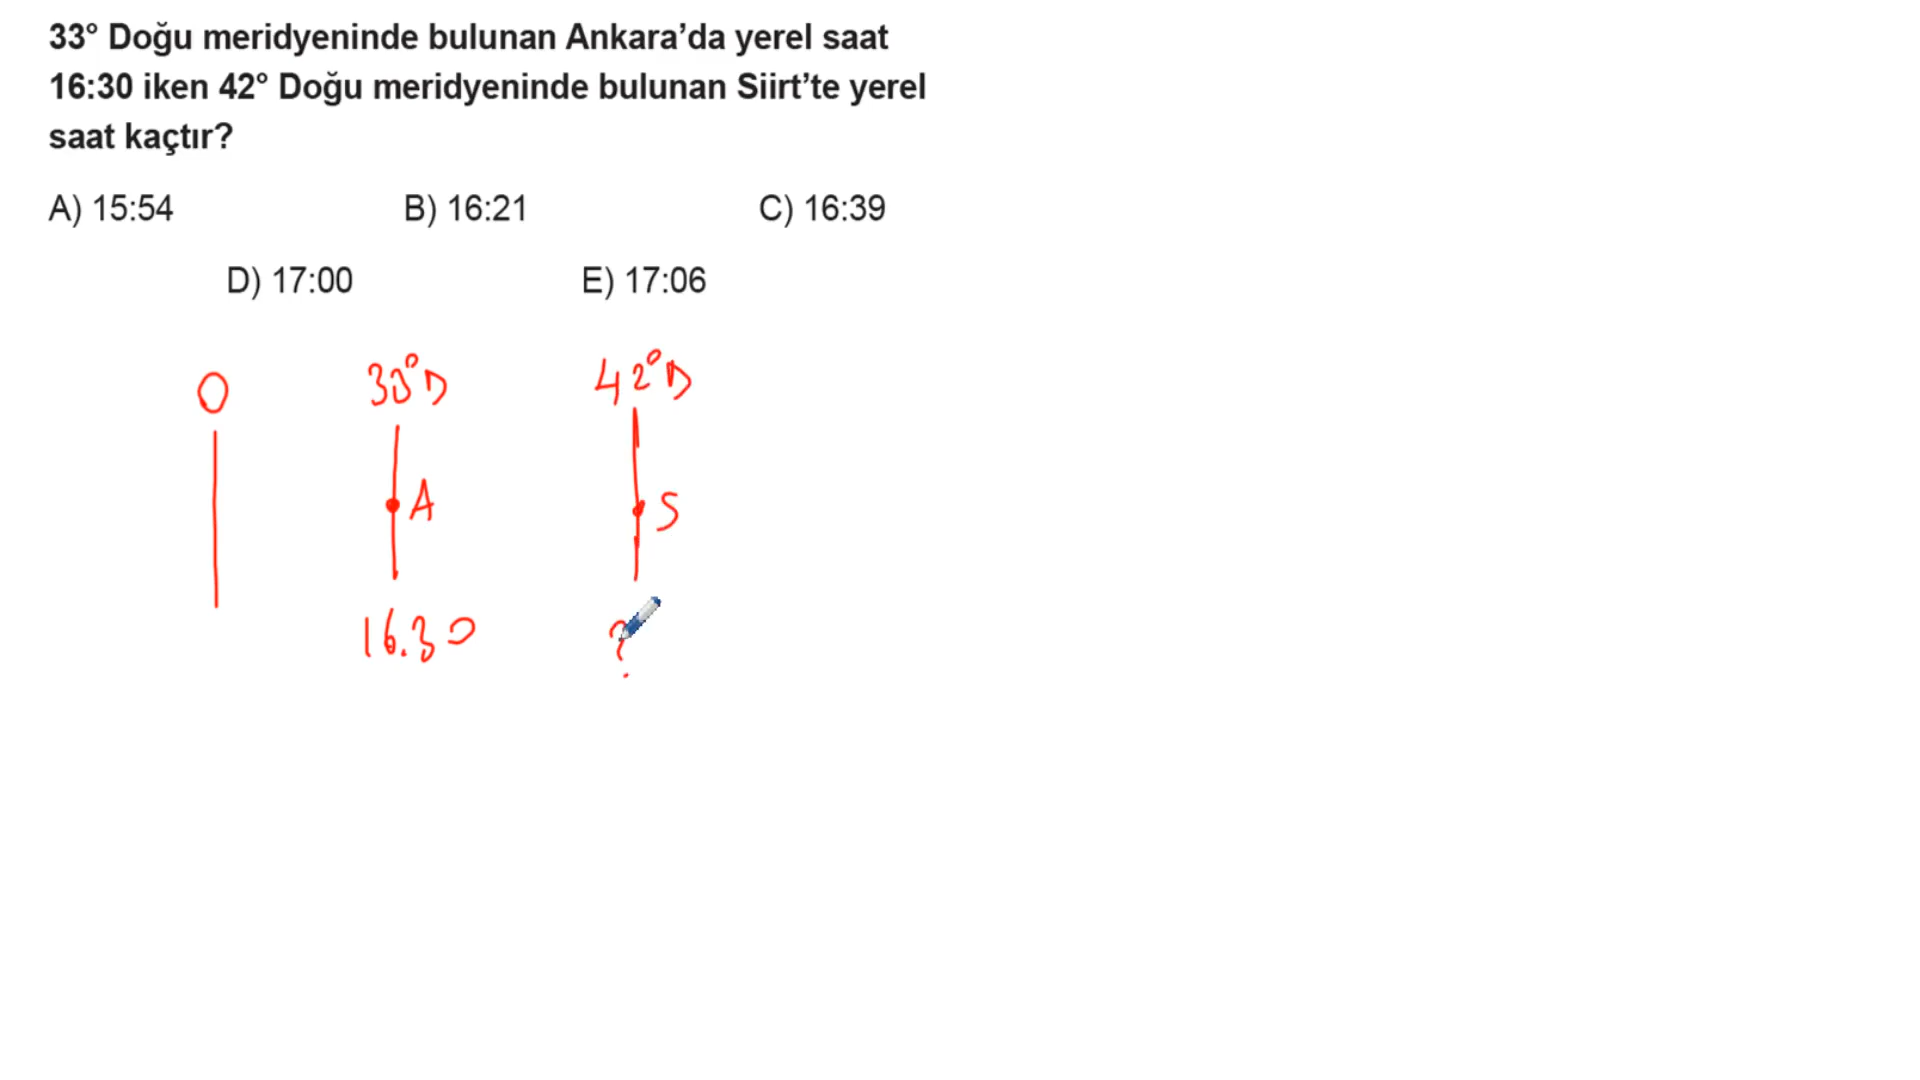 33° Doğu meridyeninde bulunan Ankara’da yerel saat
16:30 iken 42° Doğu meridyeninde bulunan Siirt’te yerel
saat kaçtır?
A) 15:54 B) 16:21 C) 16:39
D) 17:00 E) 17:06
0 33°D 42°D
A S
16.30 ?